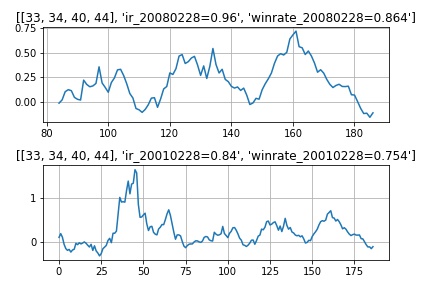 [[33, 34, 40, 44], 'ir_20080228=0.96', 'winrate_20080228=0.864']
0.75
0.50
0.25
0.00
80 100 120 140 160 180
[[33, 34, 40, 44], 'ir_20010228=0.84', 'winrate_20010228=0.754']
1
0
0 25 50 75 100 125 150 175